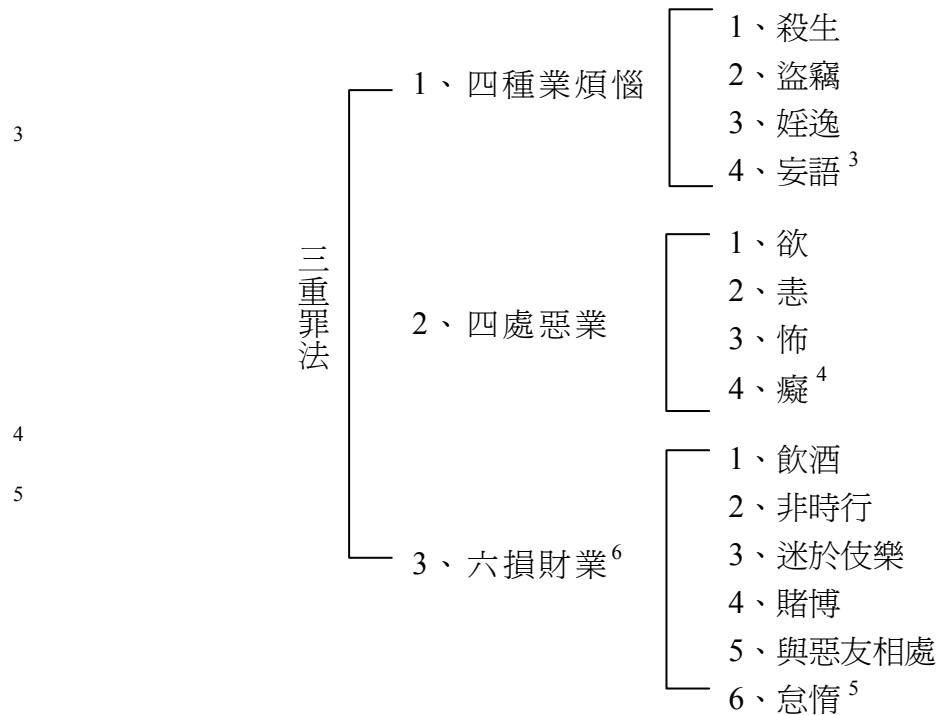 三重罪法
1、四種業煩惱
1、殺生
2、盜竊
3、婬逸
4、妄語 3
2、四處惡業
1、欲
2、恚
3、怖
4、癡 4
3、六損財業 6
1、飲酒
2、非時行
3、迷於伎樂
4、賭博
5、與惡友相處
6、怠惰 5
3
4
5